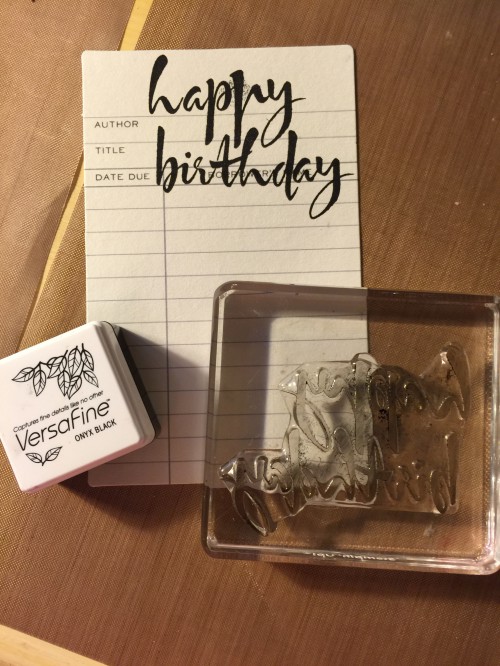 happy
AUTHOR
TITLE
birthday
DATE DUE
Captures fine details like no other
VersaFine
ONYX BLACK